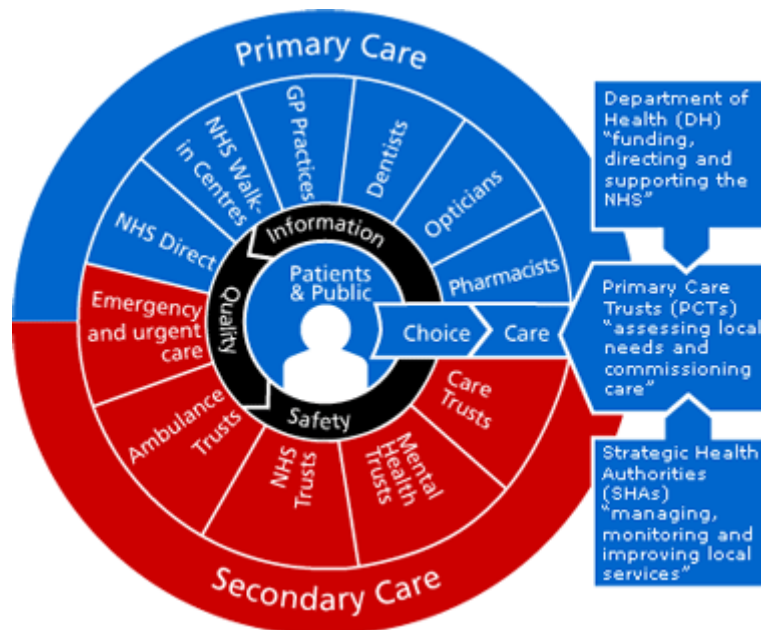 Primary Care
NHS Direct
NHS Walk-
in Centres
GP Practices
Dentists
Opticians
Pharmacists
Information
Quality
Safety
Patients
& Public
Choice
Care
Emergency
and urgent
care
Ambulance
Trusts
NHS
Trusts
Mental
Health
Trusts
Care Trusts
Secondary Care
Department of
Health (DH)
"funding,
directing and
supporting the
NHS"
Primary Care
Trusts (PCTs)
"assessing local
needs and
commissioning
care"
Strategic Health
Authorities
(SHAs)
"managing,
monitoring and
improving local
services"